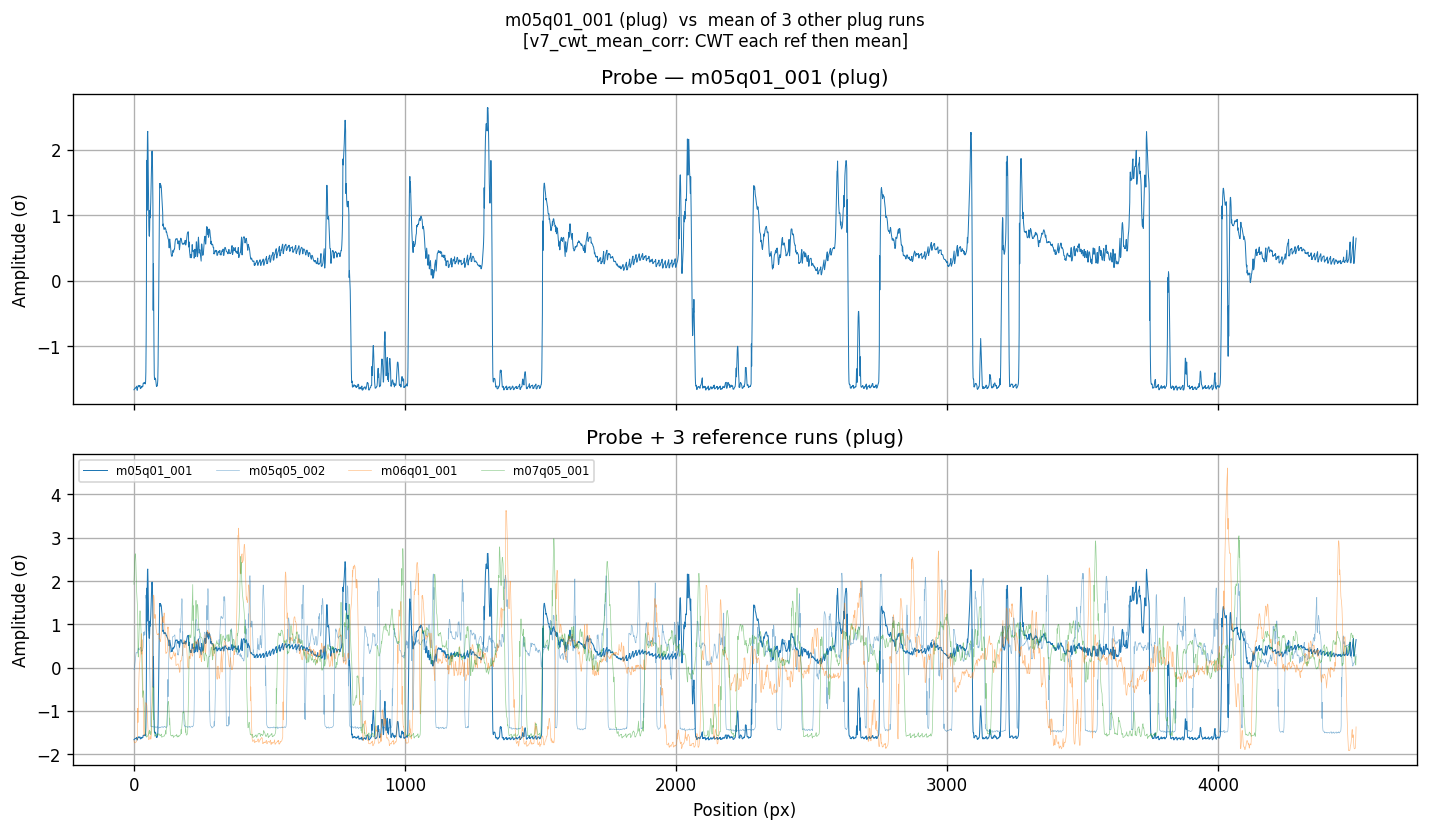 m05q01_001 (plug)  vs  mean of 3 other plug runs
[v7_cwt_mean_corr: CWT each ref then mean]
Probe — m05q01_001 (plug)
Amplitude (σ)
2
1
0
−1
Probe + 3 reference runs (plug)
m05q01_001 m05q05_002 m06q01_001 m07q05_001
Amplitude (σ)
4
3
2
1
0
−1
−2
0 1000 2000 3000 4000
Position (px)